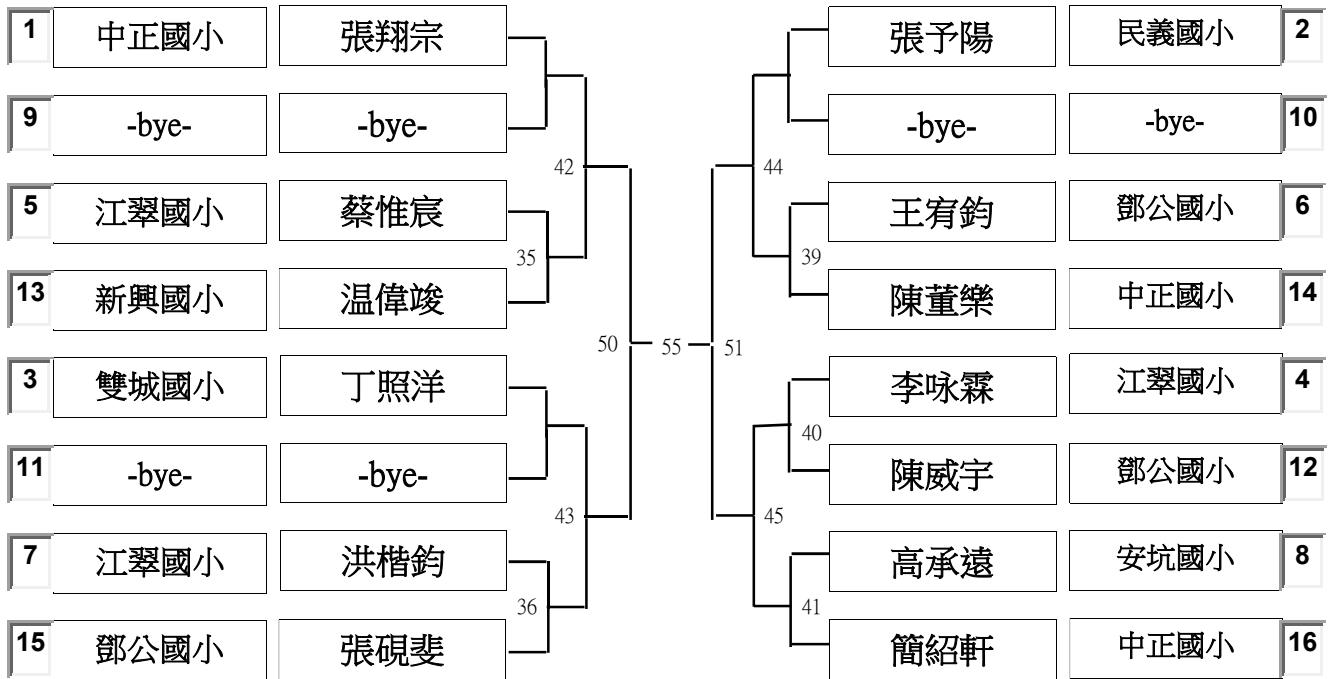 1 中正國小 張翔宗 張予陽 民義國小 2
9 -bye- -bye- -bye- -bye- 10
42 44
5 江翠國小 蔡惟宸 王宥鈞 鄧公國小 6
35 39
13 新興國小 温偉竣 陳董樂 中正國小 14
50 55 51
3 雙城國小 丁照洋 李咏霖 江翠國小 4
40
11 -bye- -bye- 陳威宇 鄧公國小 12
43 45
7 江翠國小 洪楷鈞 高承遠 安坑國小 8
36 41
15 鄧公國小 張硯斐 簡紹軒 中正國小 16